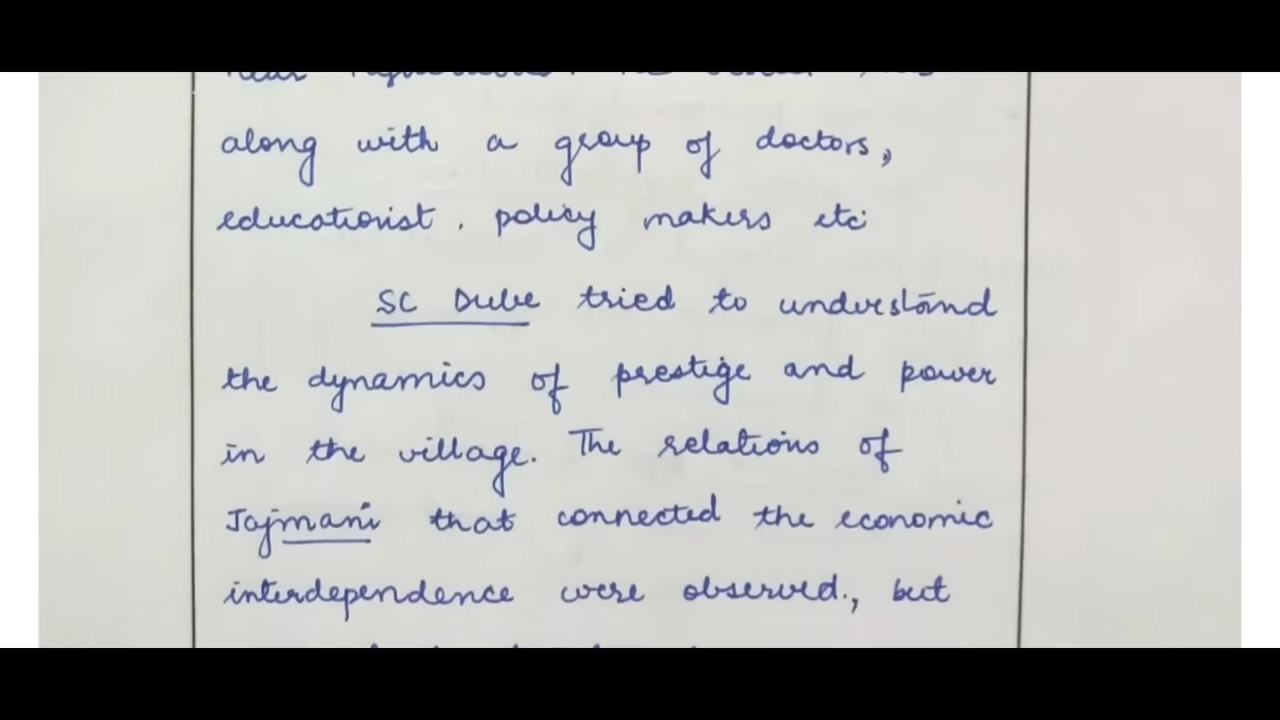 along with a group of doctors,
educationist, policy makers etc
SC Dube tried to understand
the dynamics of prestige and power
in the village. The relations of
Jajmani that connected the economic
interdependence were observed., but